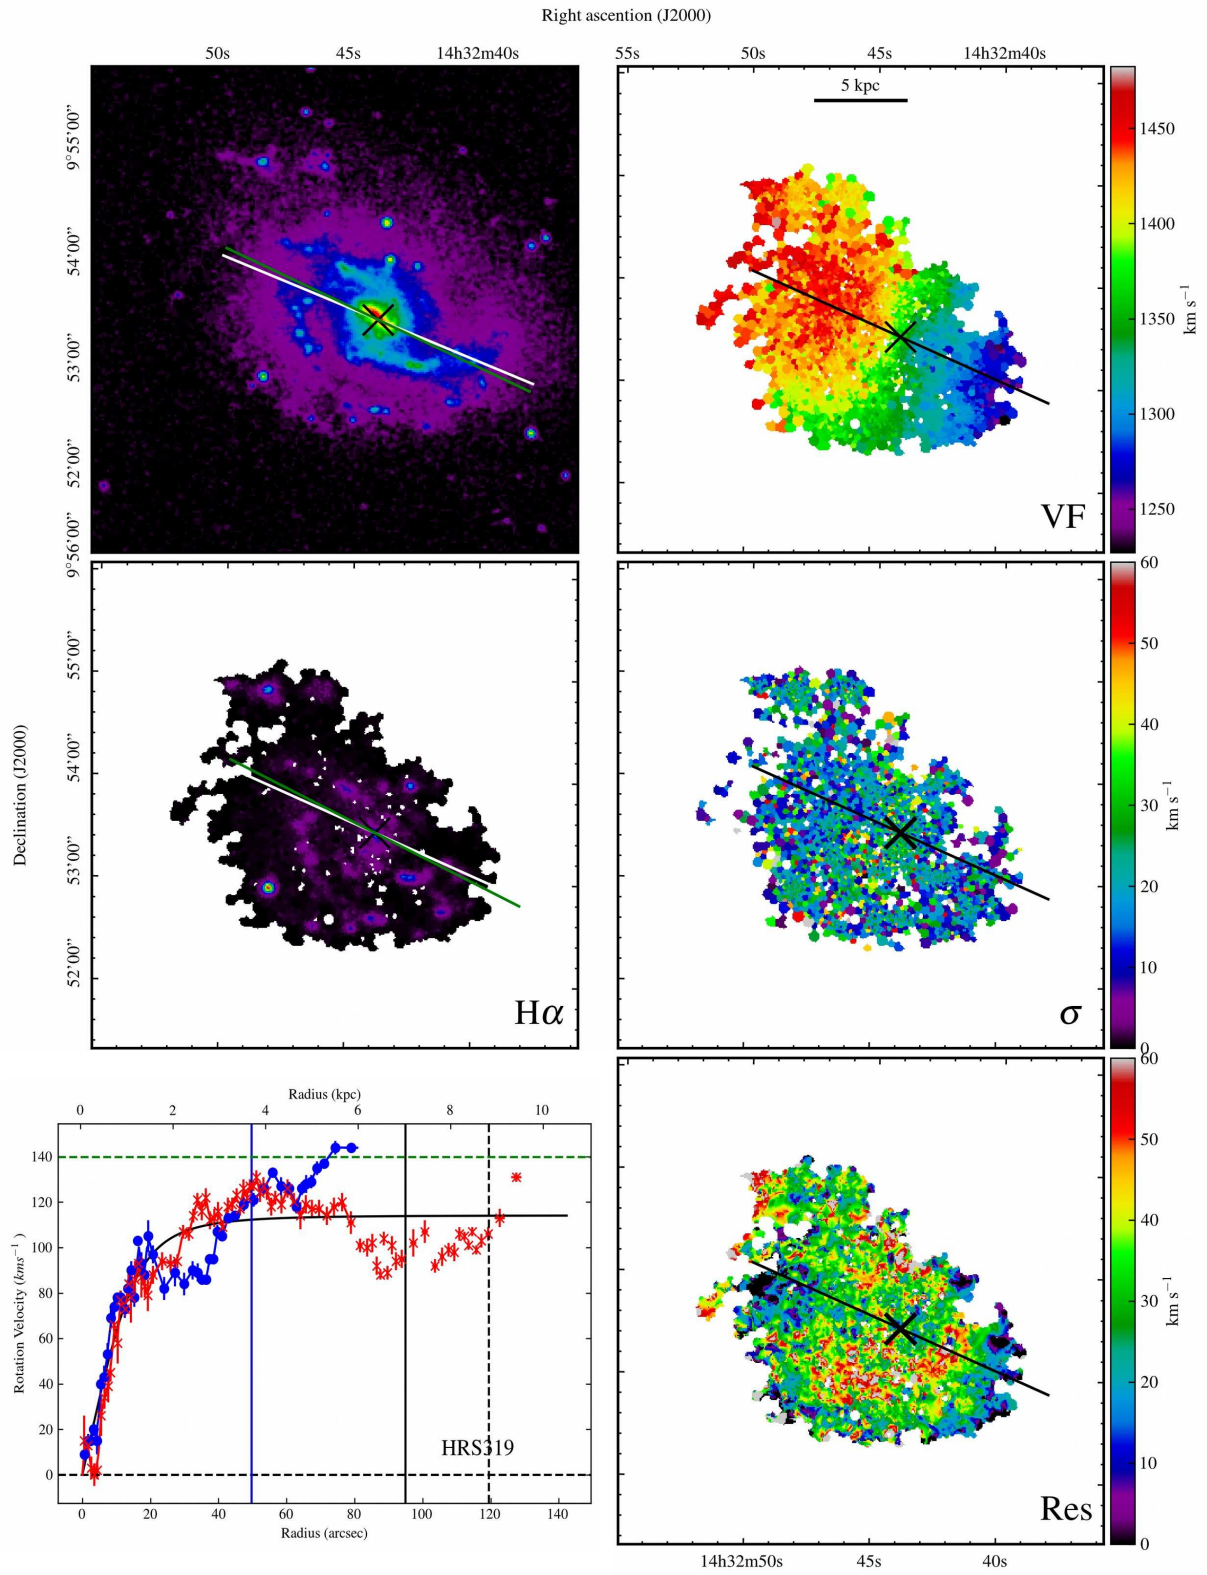 Right ascention (J2000)
50s 45s 14h32m40s
55s 50s 45s 14h32m40s
9°55'00”
54'00”
53'00”
52'00”
9°56'00”
5 kpc
VF
1450
1400
1350
1300
1250
km s⁻¹
Declination (J2000)
55'00”
54'00”
53'00”
52'00”
Hα
σ
60
50
40
30
20
10
0
km s⁻¹
Radius (kpc)
0 2 4 6 8 10
Rotation Velocity (kms⁻¹)
140
120
100
80
60
40
20
0
HRS319
0 20 40 60 80 100 120 140
Radius (arcsec)
Res
60
50
40
30
20
10
0
km s⁻¹
14h32m50s 45s 40s